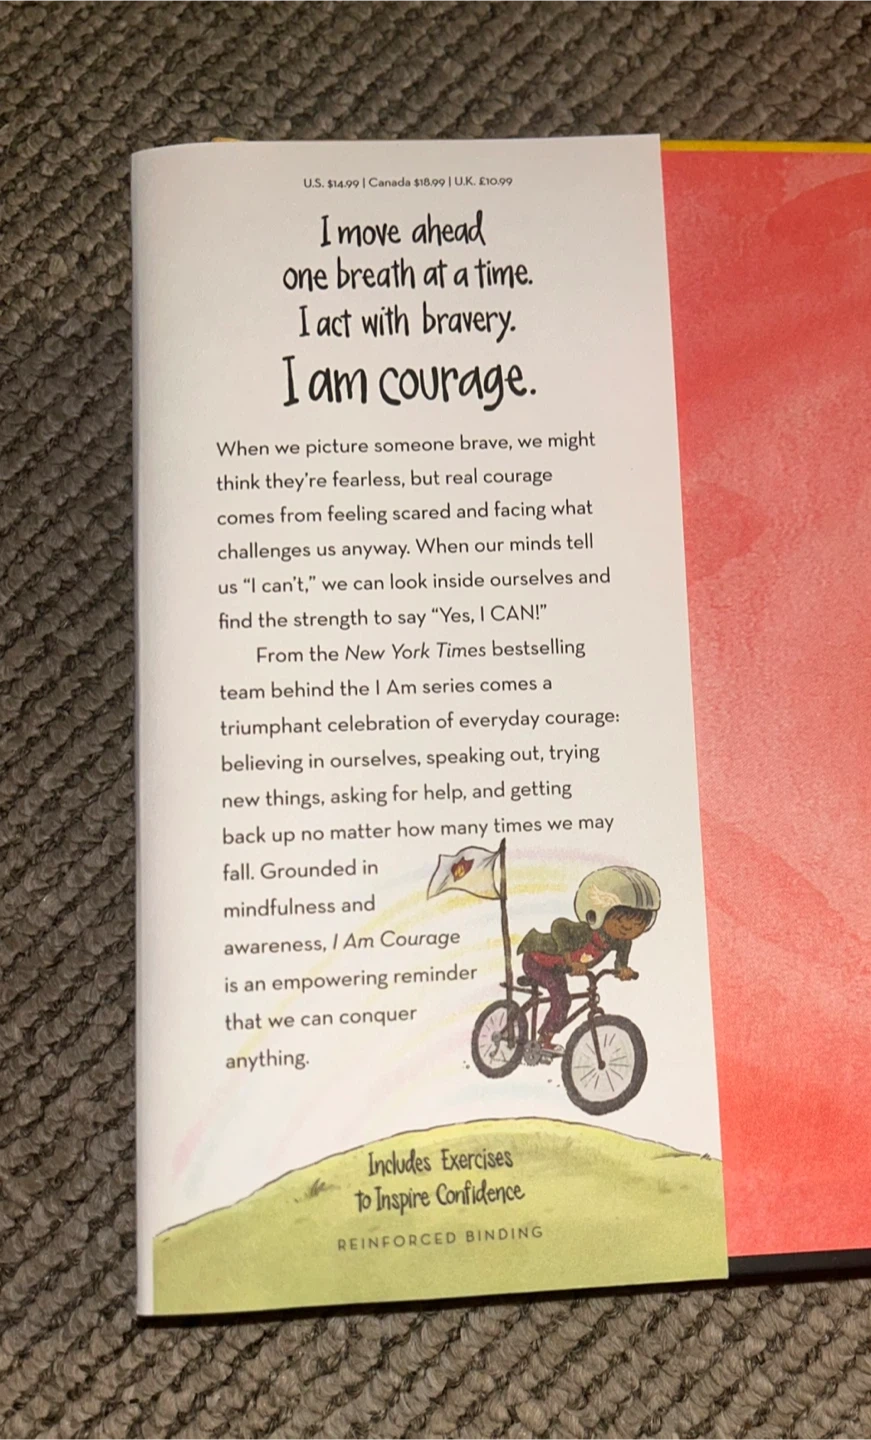 U.S. $14.99 | Canada $18.99 | U.K. £10.99
I move ahead
one breath at a time.
I act with bravery.
I am courage.
When we picture someone brave, we might
think they're fearless, but real courage
comes from feeling scared and facing what
challenges us anyway. When our minds tell
us “I can't,” we can look inside ourselves and
find the strength to say “Yes, I CAN!”
From the New York Times bestselling
team behind the I Am series comes a
triumphant celebration of everyday courage:
believing in ourselves, speaking out, trying
new things, asking for help, and getting
back up no matter how many times we may
fall. Grounded in
mindfulness and
awareness, I Am Courage
is an empowering reminder
that we can conquer
anything.
Includes Exercises
to Inspire Confidence
REINFORCED BINDING